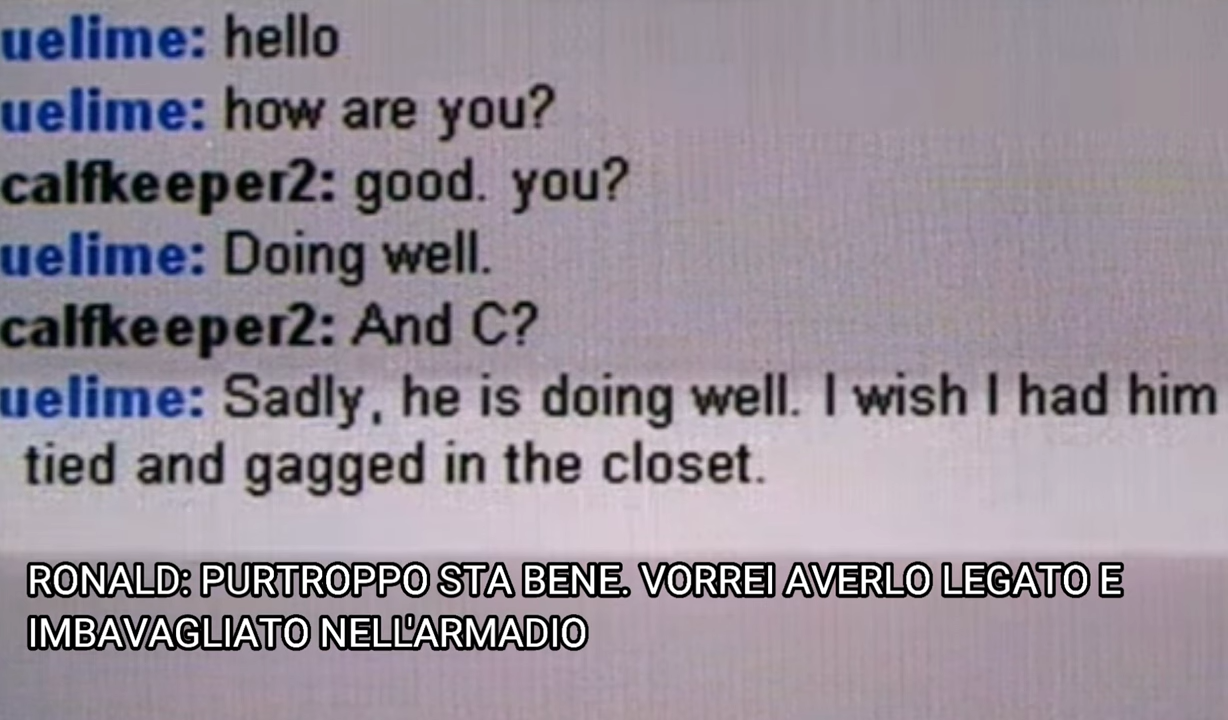 uelime: hello
uelime: how are you?
calfkeeper2: good. you?
uelime: Doing well.
calfkeeper2: And C?
uelime: Sadly, he is doing well. I wish I had him
tied and gagged in the closet.
RONALD: PURTROPPO STA BENE. VORREI AVERLO LEGATO E
IMBAVAGLIATO NELL'ARMADIO